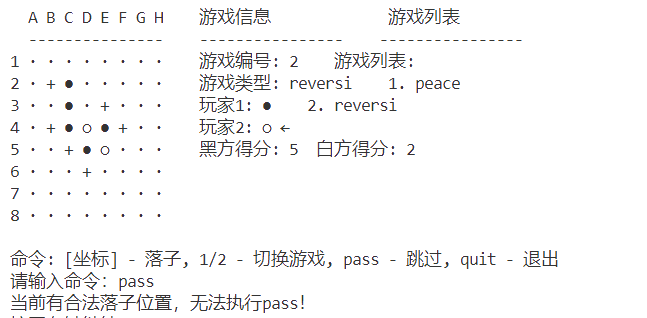 A B C D E F G H 游戏信息 游戏列表
--------------- ---------------- ---------------
1 · · · · · · · · 游戏编号: 2 游戏列表:
2 · + ● · · · · · 游戏类型: reversi 1. peace
3 · · ● · + · · · 玩家1: ● 2. reversi
4 · + ● ○ ● + · · 玩家2: ○ ←
5 · · + ● ○ · · · 黑方得分: 5 白方得分: 2
6 · · · + · · · ·
7 · · · · · · · ·
8 · · · · · · · ·
命令: [坐标] - 落子, 1/2 - 切换游戏, pass - 跳过, quit - 退出
请输入命令: pass
当前有合法落子位置，无法执行pass!